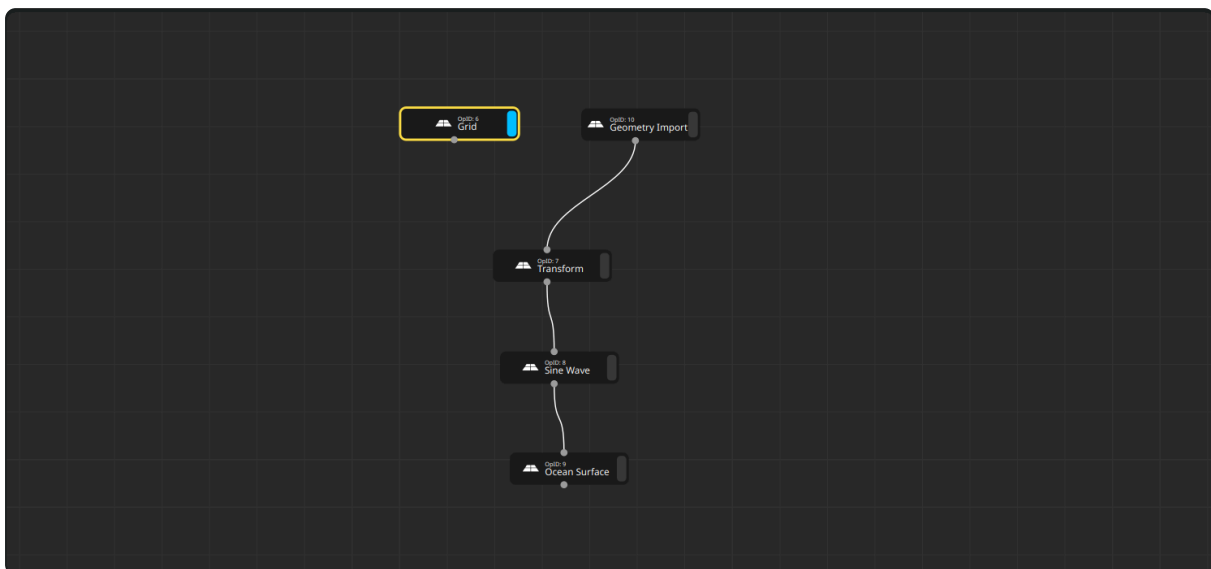 OpID: 6
Grid
OpID: 10
Geometry Import
OpID: 7
Transform
OpID: 8
Sine Wave
OpID: 9
Ocean Surface